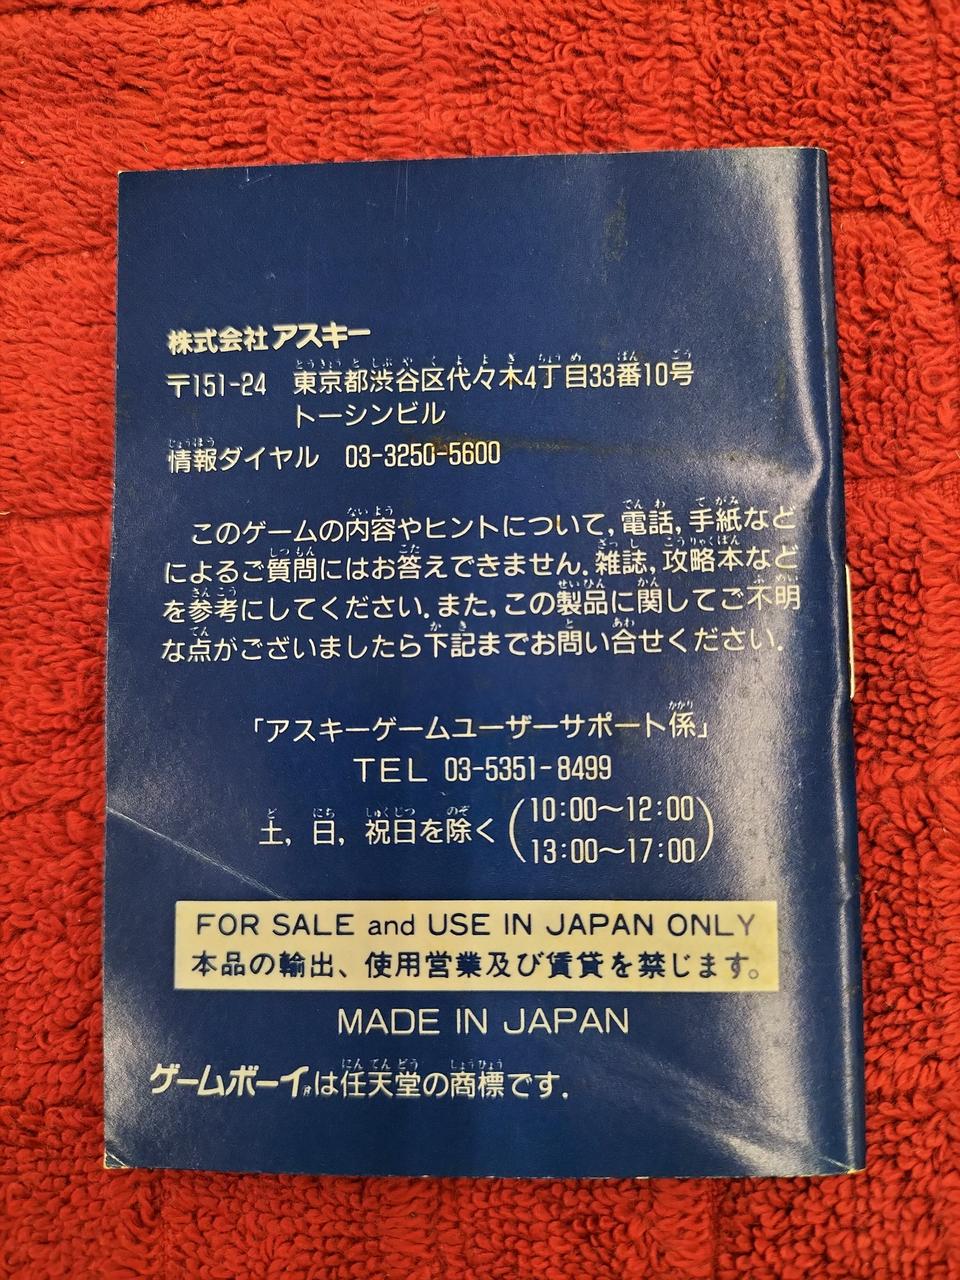 株式会社アスキー
〒151-24 東京都渋谷区代々木4丁目33番10号
トーシンビル
情報ダイヤル 03-3250-5600
このゲームの内容やヒントについて,電話,手紙など
によるご質問にはお答えできません.雑誌,攻略本など
を参考にしてください.また,この製品に関してご不明
な点がございましたら下記までお問い合せください.
「アスキーゲームユーザーサポート係」
TEL 03-5351-8499
土,日,祝日を除く(10:00〜12:00
13:00〜17:00)
FOR SALE and USE IN JAPAN ONLY
本品の輸出、使用営業及び賃貸を禁じます。
MADE IN JAPAN
ゲームボーイは任天堂の商標です.